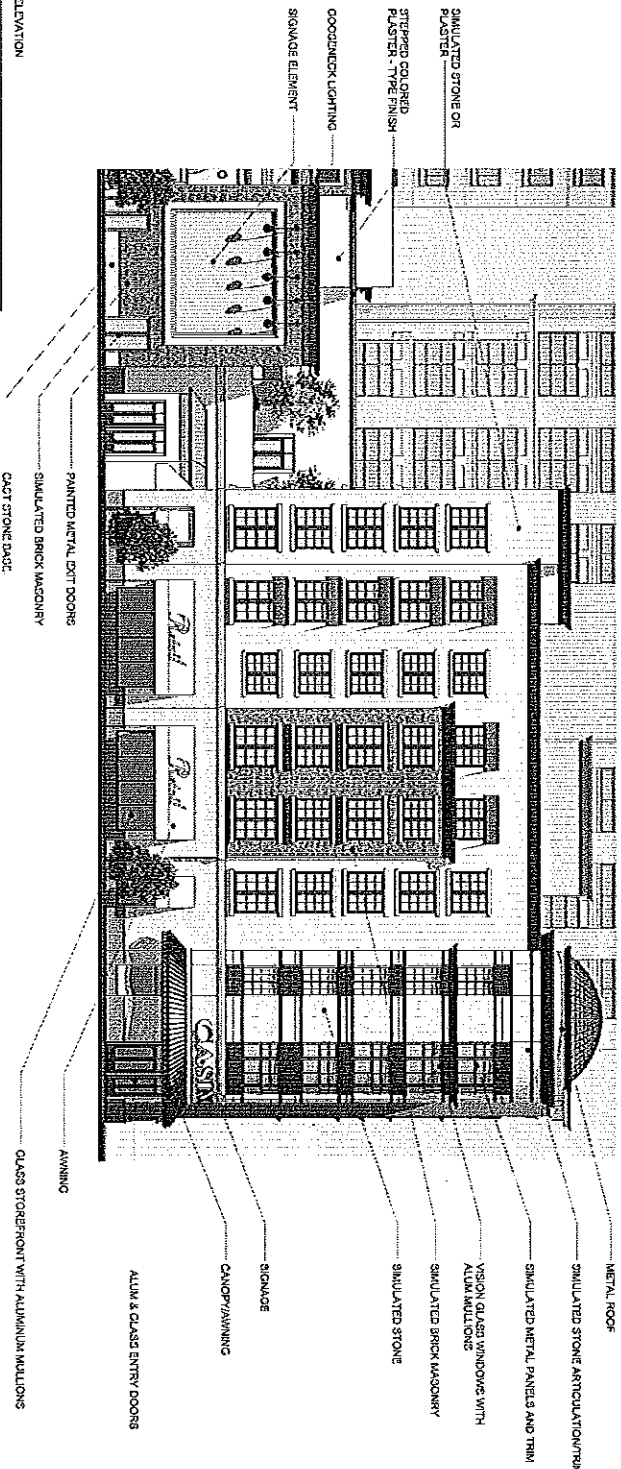 SIMULATED STONE OR
PLASTER
STEPPED COLORED
PLASTER - TYPE FINISH
GOOSENECK LIGHTING
SIGNAGE ELEMENT
ELEVATION
METAL ROOF
SIMULATED STONE ARTICULATION/TRIM
SIMULATED METAL PANELS AND TRIM
VISION GLASS WINDOWS WITH
ALUM MULLIONS
SIMULATED BRICK MASONRY
SIMULATED STONE
SIGNAGE
CANOPY/AWNING
ALUM & GLASS ENTRY DOORS
AWNING
GLASS STOREFRONT WITH ALUMINUM MULLIONS
PAINTED METAL EXIT DOORS
SIMULATED BRICK MASONRY
CAST STONE BASE
Retail
Retail
CASIN